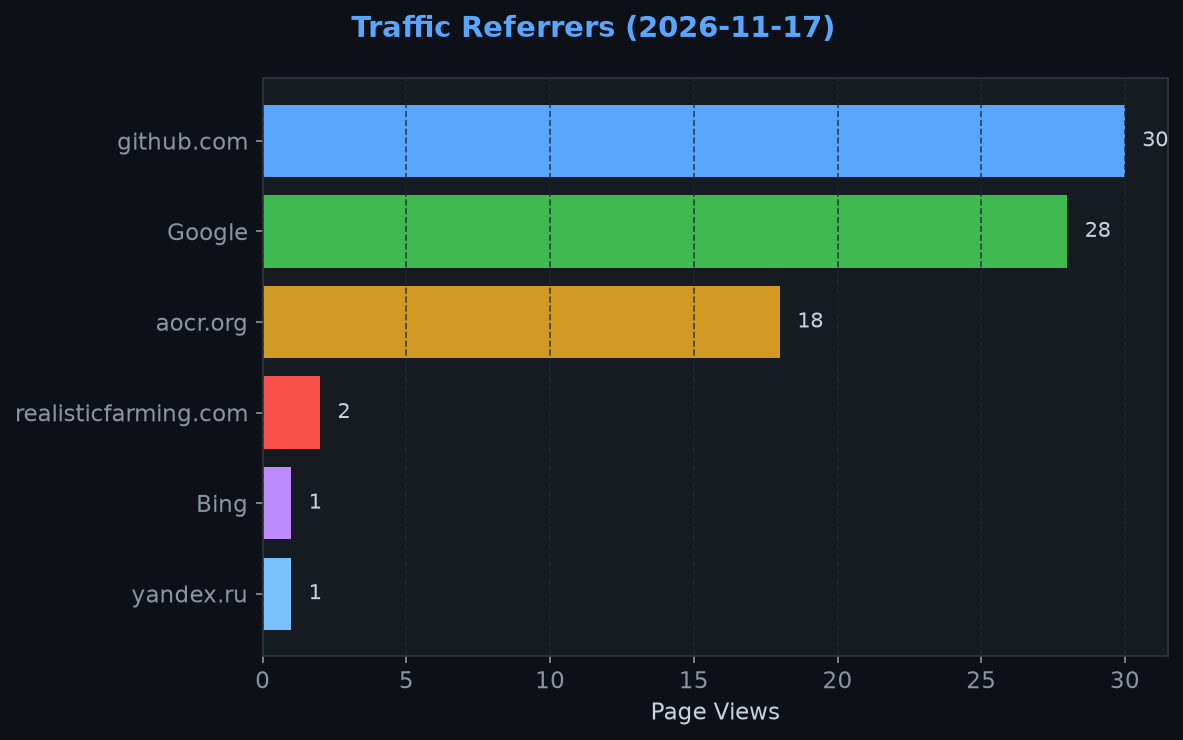 Traffic Referrers (2026-11-17)
github.com
30
Google
28
aocr.org
18
realisticfarming.com
2
Bing
1
yandex.ru
1
0 5 10 15 20 25 30
Page Views